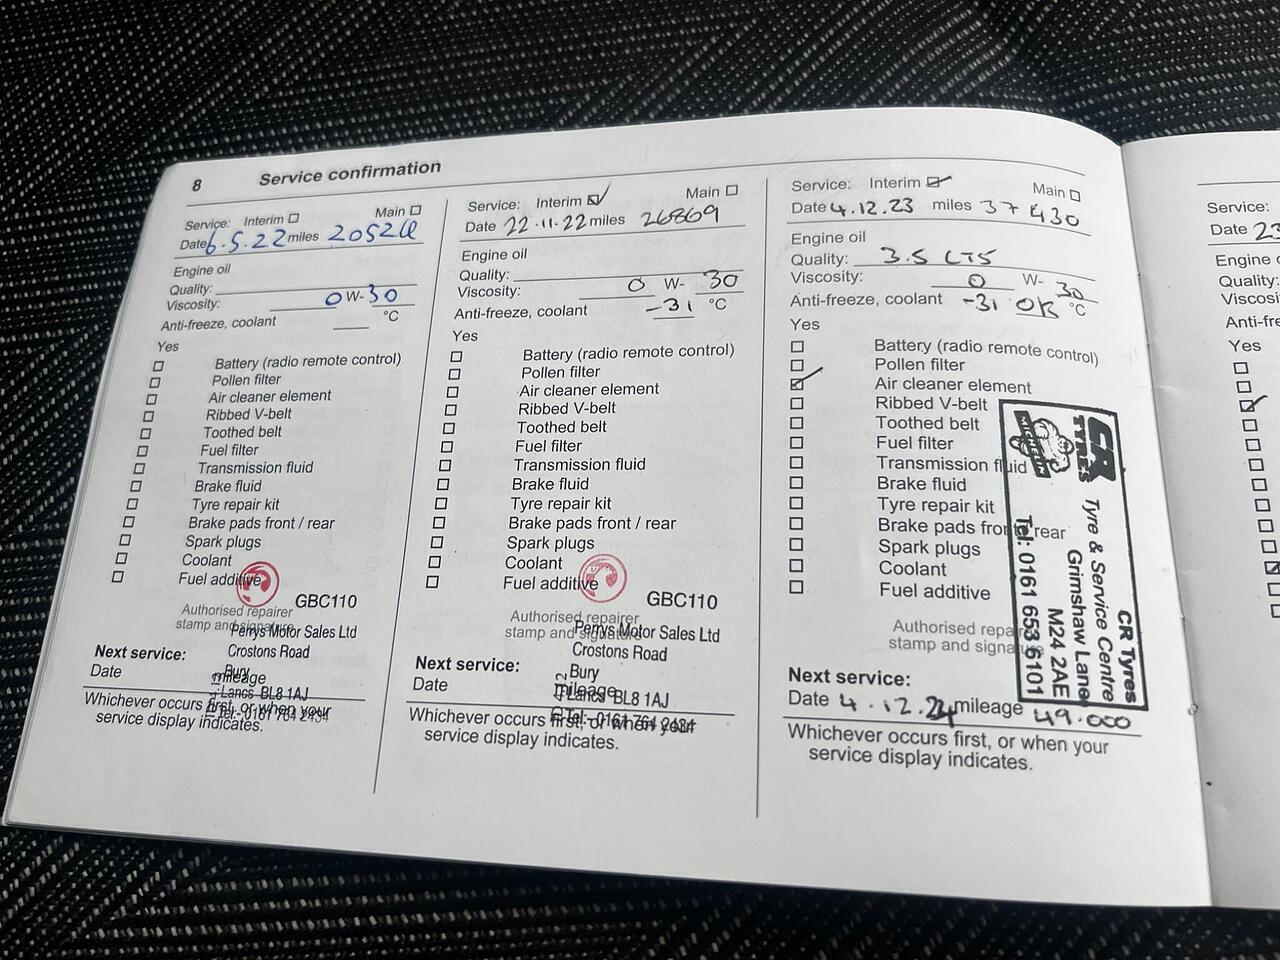 8 Service confirmation
Service: Interim Main
Date 6.5.22 miles 20526
Engine oil
Quality:
Viscosity: 0 W-30
Anti-freeze, coolant °C
Yes
Battery (radio remote control)
Pollen filter
Air cleaner element
Ribbed V-belt
Toothed belt
Fuel filter
Transmission fluid
Brake fluid
Tyre repair kit
Brake pads front / rear
Spark plugs
Coolant
Fuel additive
GBC110
Authorised repairer
stamp and signature
Perrys Motor Sales Ltd
Crostons Road
Bury
Lancs BL8 1AJ
Tel: 0161 764 2434
Next service:
Date mileage
Whichever occurs first, or when your
service display indicates.
Service: Interim Main
Date 22.11.22 miles 26869
Engine oil
Quality:
Viscosity: 0 W- 30
Anti-freeze, coolant -31 °C
Yes
Battery (radio remote control)
Pollen filter
Air cleaner element
Ribbed V-belt
Toothed belt
Fuel filter
Transmission fluid
Brake fluid
Tyre repair kit
Brake pads front / rear
Spark plugs
Coolant
Fuel additive
GBC110
Authorised repairer
stamp and signature
Perrys Motor Sales Ltd
Crostons Road
Bury
Lancs BL8 1AJ
Tel: 0161 764 2434
Next service:
Date mileage
Whichever occurs first, or when your
service display indicates.
Service: Interim Main
Date 4.12.23 miles 37430
Engine oil
Quality: 3.5 LTS
Viscosity: 0 W- 30
Anti-freeze, coolant -31 OK °C
Yes
Battery (radio remote control)
Pollen filter
Air cleaner element
Ribbed V-belt
Toothed belt
Fuel filter
Transmission fluid
Brake fluid
Tyre repair kit
Brake pads front / rear
Spark plugs
Coolant
Fuel additive
Authorised repairer
stamp and signature
CR
TYRES
MICHELIN
CR Tyres
Tyre & Service Centre
Grimshaw Lane
M24 2AE
Tel: 0161 653 6101
Next service:
Date 4.12.24 mileage 49.000
Whichever occurs first, or when your
service display indicates.
Service:
Date 23
Engine
Quality:
Viscosi
Anti-fre
Yes